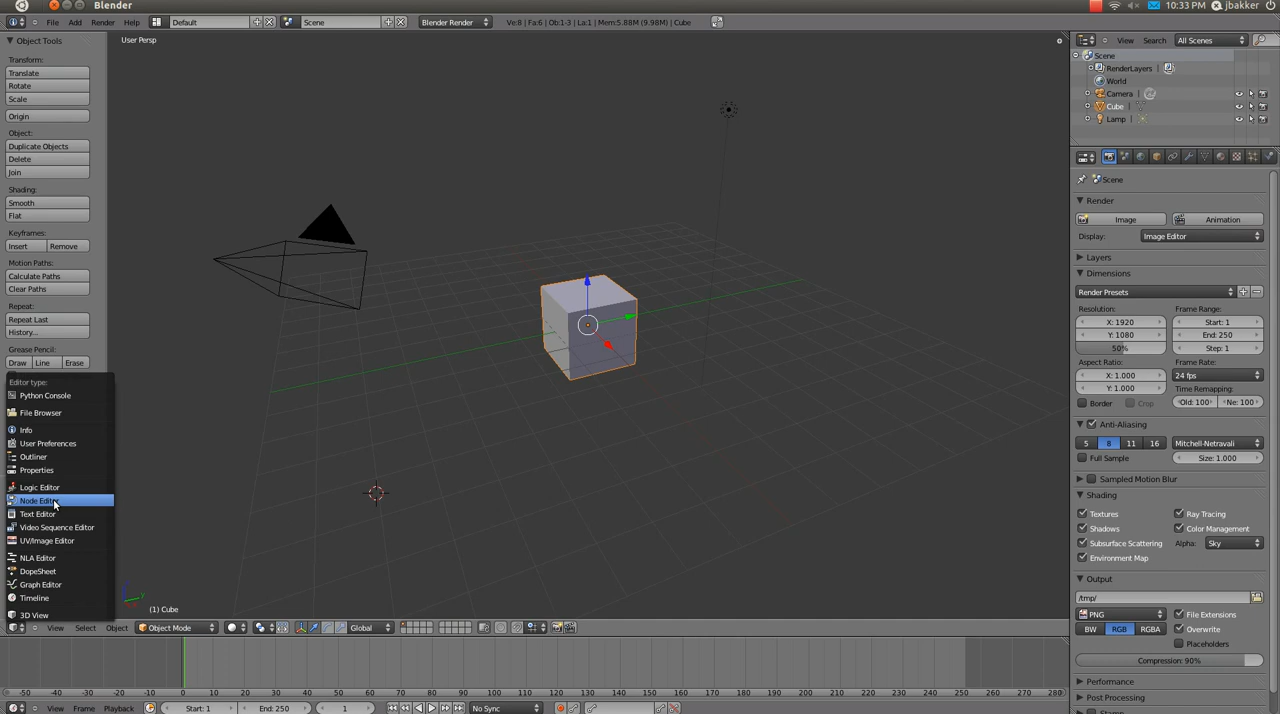 Blender
10:33 PM jbakker
File Add Render Help Default Scene Blender Render Ve:8 | Fa:6 | Ob:1-3 | La:1 | Mem:5.88M (9.98M) | Cube
View Search All Scenes
Object Tools
User Persp
Transform:
Translate
Rotate
Scale
Origin
Object:
Duplicate Objects
Delete
Join
Shading:
Smooth
Flat
Keyframes:
Insert Remove
Motion Paths:
Calculate Paths
Clear Paths
Repeat:
Repeat Last
History...
Grease Pencil:
Draw Line Erase
Editor type:
Python Console
File Browser
Info
User Preferences
Outliner
Properties
Logic Editor
Node Editor
Text Editor
Video Sequence Editor
UV/Image Editor
NLA Editor
DopeSheet
Graph Editor
Timeline
3D View
(1) Cube
View Select Object Object Mode Global
-50 -40 -30 -20 -10 0 10 20 30 40 50 60 70 80 90 100 110 120 130 140 150 160 170 180 190 200 210 220 230 240 250 260 270 280
View Frame Playback Start: 1 End: 250 1 No Sync
Scene
RenderLayers
World
Camera
Cube
Lamp
Scene
Render
Image Animation
Display: Image Editor
Layers
Dimensions
Render Presets
Resolution: Frame Range:
X: 1920 Start: 1
Y: 1080 End: 250
50% Step: 1
Aspect Ratio: Frame Rate:
X: 1.000 24 fps
Y: 1.000 Time Remapping:
Border Crop Old: 100 Ne: 100
Anti-Aliasing
5 8 11 16 Mitchell-Netravali
Full Sample Size: 1.000
Sampled Motion Blur
Shading
Textures Ray Tracing
Shadows Color Management
Subsurface Scattering Alpha: Sky
Environment Map
Output
/tmp/
PNG File Extensions
BW RGB RGBA Overwrite
Placeholders
Compression: 90%
Performance
Post Processing
Stamp